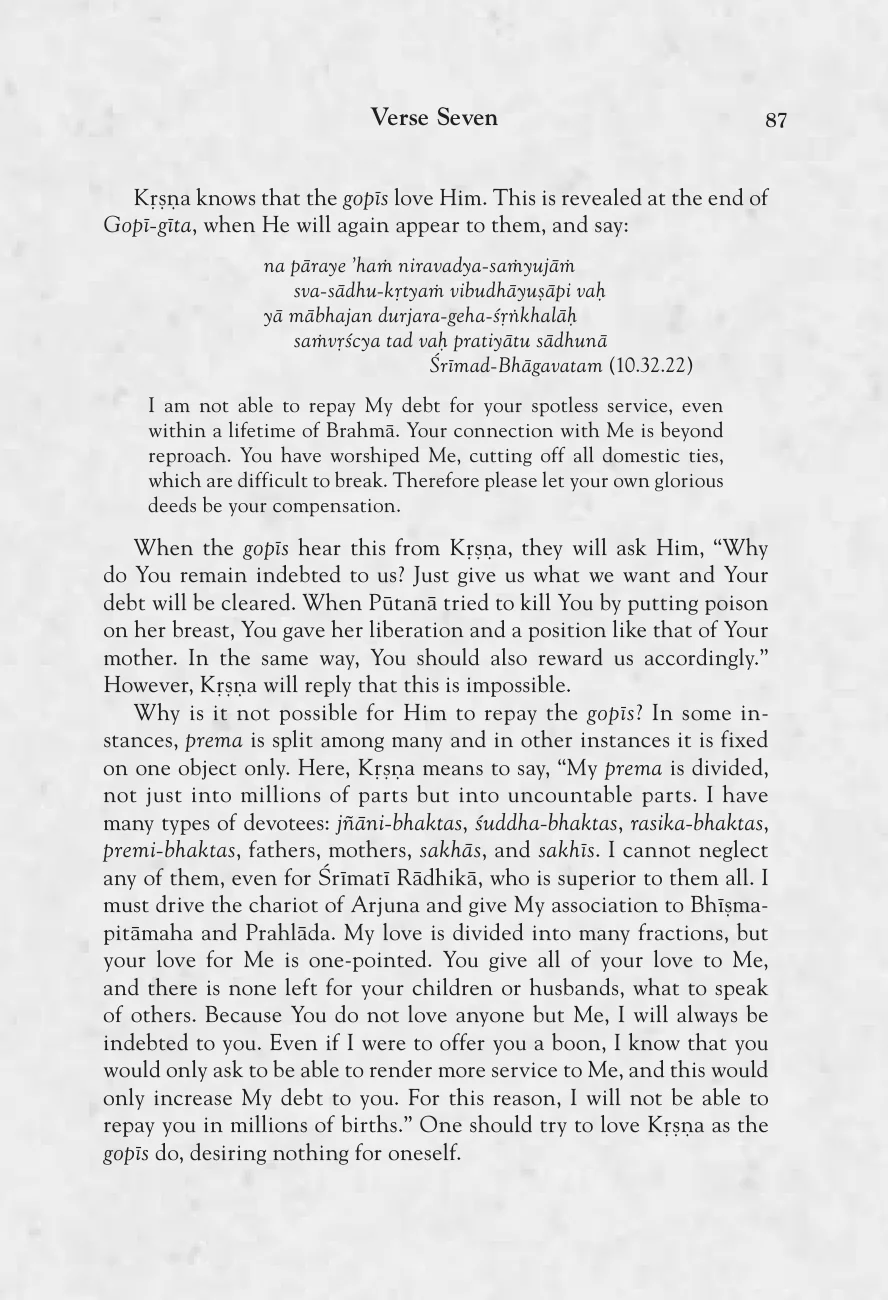 Verse Seven
87
Kṛṣṇa knows that the gopīs love Him. This is revealed at the end of
Gopī-gīta, when He will again appear to them, and say:
na pāraye ’haṁ niravadya-saṁyujāṁ
sva-sādhu-kṛtyaṁ vibudhāyuṣāpi vaḥ
yā mābhajan durjara-geha-śṛṅkhalāḥ
saṁvṛścya tad vaḥ pratiyātu sādhunā
Śrīmad-Bhāgavatam (10.32.22)
I am not able to repay My debt for your spotless service, even
within a lifetime of Brahmā. Your connection with Me is beyond
reproach. You have worshiped Me, cutting off all domestic ties,
which are difficult to break. Therefore please let your own glorious
deeds be your compensation.
When the gopīs hear this from Kṛṣṇa, they will ask Him, “Why
do You remain indebted to us? Just give us what we want and Your
debt will be cleared. When Pūtanā tried to kill You by putting poison
on her breast, You gave her liberation and a position like that of Your
mother. In the same way, You should also reward us accordingly.”
However, Kṛṣṇa will reply that this is impossible.
Why is it not possible for Him to repay the gopīs? In some in-
stances, prema is split among many and in other instances it is fixed
on one object only. Here, Kṛṣṇa means to say, “My prema is divided,
not just into millions of parts but into uncountable parts. I have
many types of devotees: jñāni-bhaktas, śuddha-bhaktas, rasika-bhaktas,
premi-bhaktas, fathers, mothers, sakhās, and sakhīs. I cannot neglect
any of them, even for Śrīmatī Rādhikā, who is superior to them all. I
must drive the chariot of Arjuna and give My association to Bhīṣma-
pitāmaha and Prahlāda. My love is divided into many fractions, but
your love for Me is one-pointed. You give all of your love to Me,
and there is none left for your children or husbands, what to speak
of others. Because You do not love anyone but Me, I will always be
indebted to you. Even if I were to offer you a boon, I know that you
would only ask to be able to render more service to Me, and this would
only increase My debt to you. For this reason, I will not be able to
repay you in millions of births.” One should try to love Kṛṣṇa as the
gopīs do, desiring nothing for oneself.